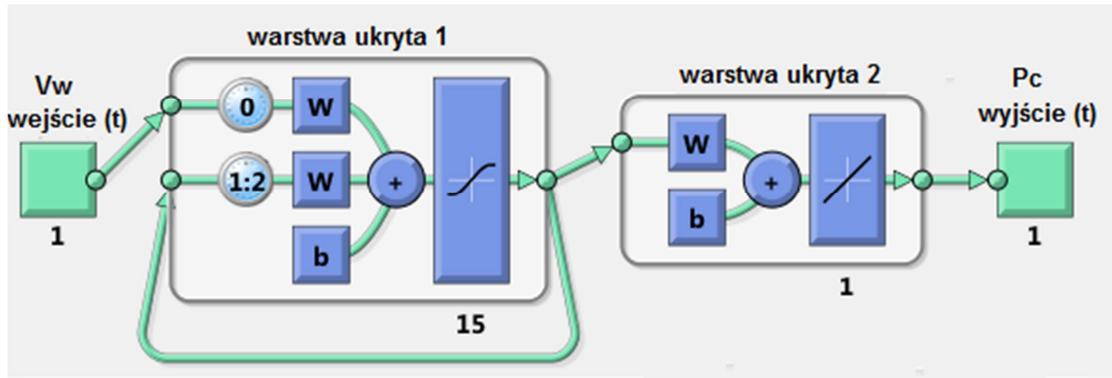 warstwa ukryta 1
Vw
wejście (t)
1
0
W
1:2
W
b
+
15
warstwa ukryta 2
W
b
+
1
Pc
wyjście (t)
1